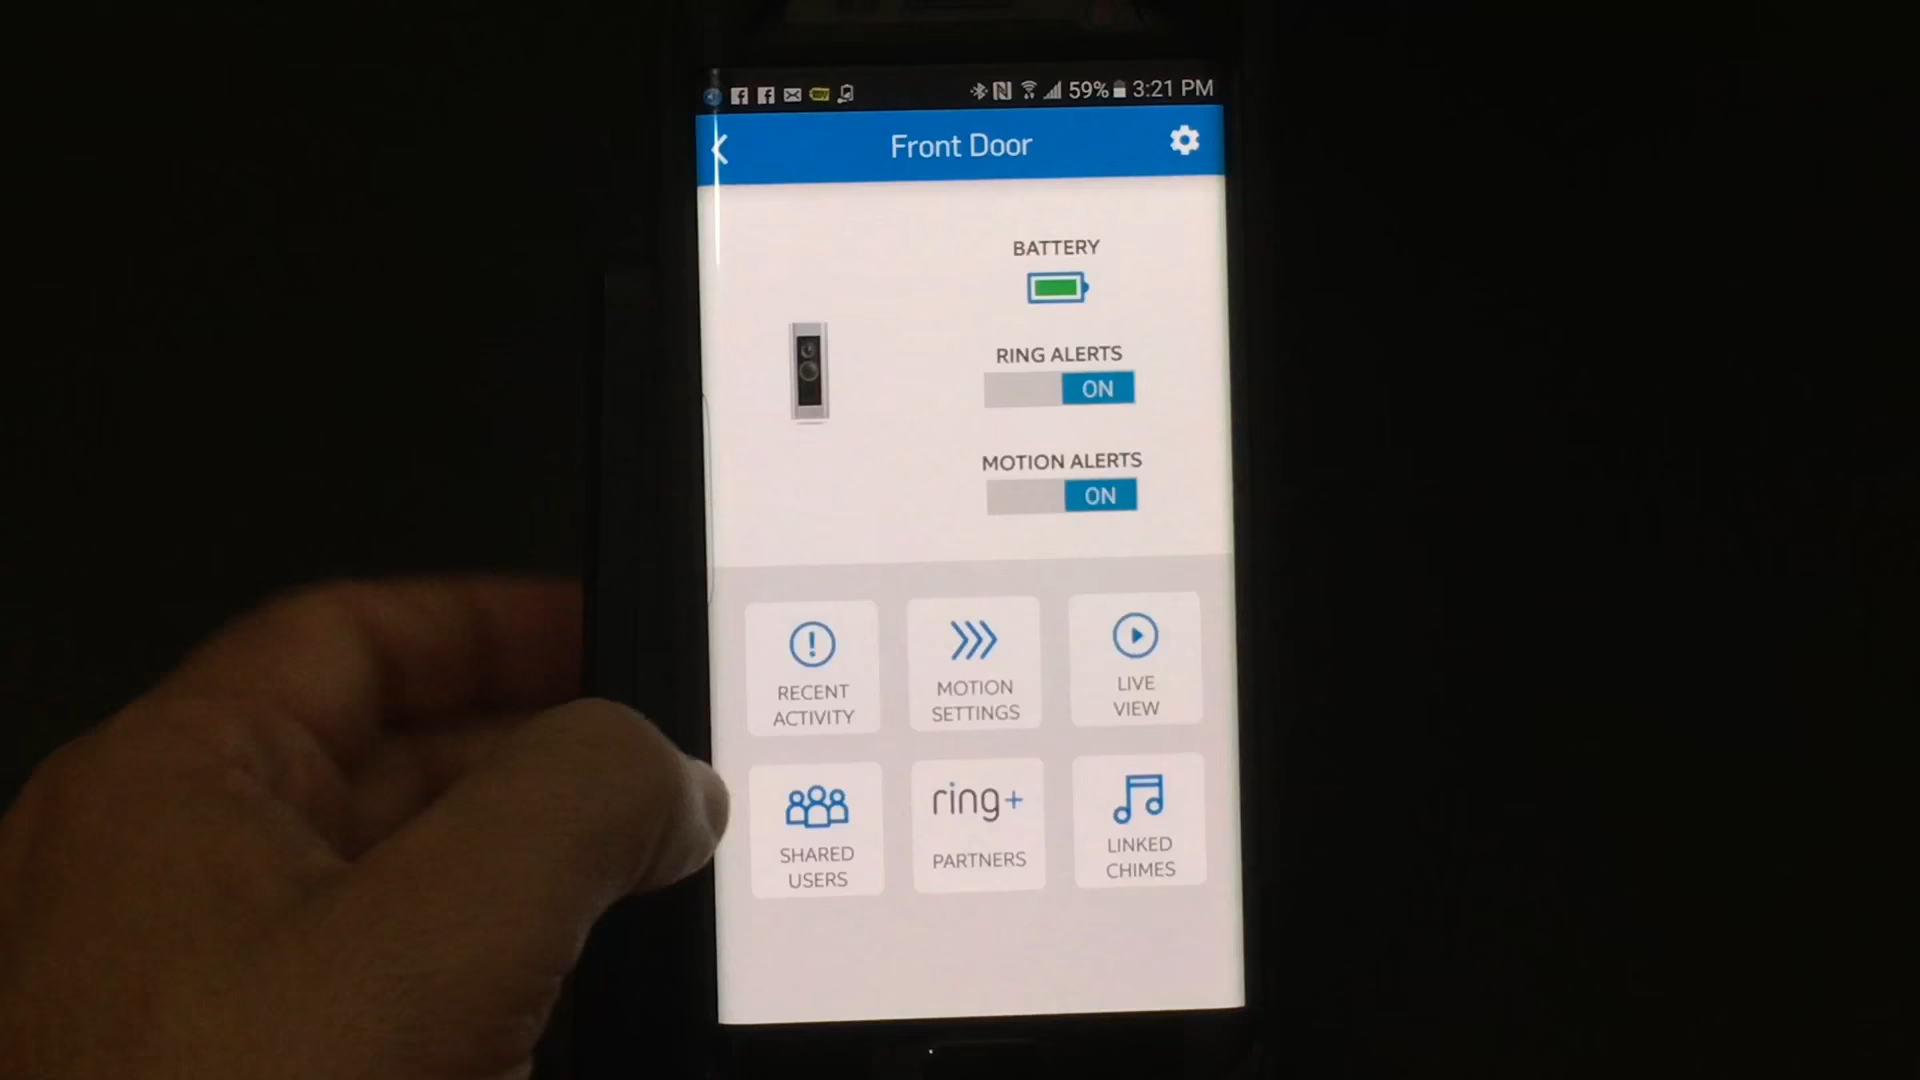 59% 3:21 PM
Front Door
BATTERY
RING ALERTS
ON
MOTION ALERTS
ON
RECENT
ACTIVITY
MOTION
SETTINGS
LIVE
VIEW
SHARED
USERS
ring+
PARTNERS
LINKED
CHIMES